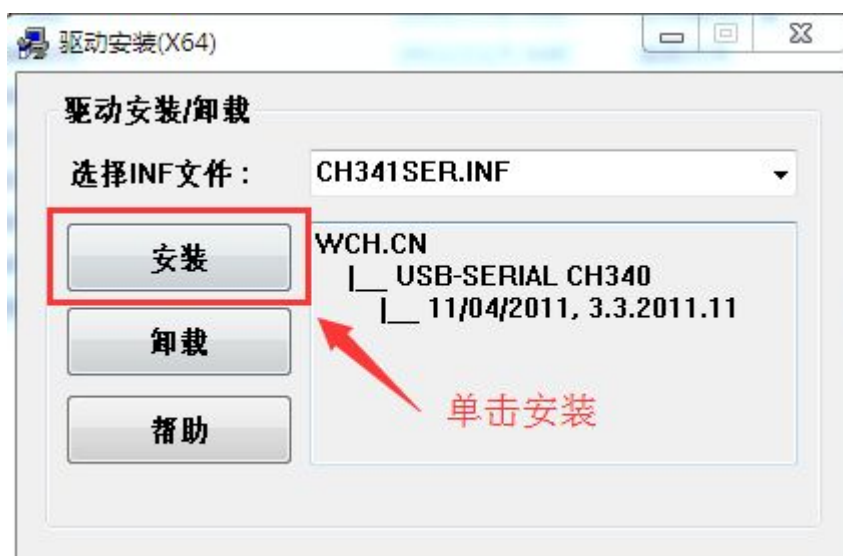 驱动安装(X64)
驱动安装/卸载
选择INF文件：
CH341SER.INF
安装
WCH.CN
|__ USB-SERIAL CH340
|__ 11/04/2011, 3.3.2011.11
卸载
单击安装
帮助